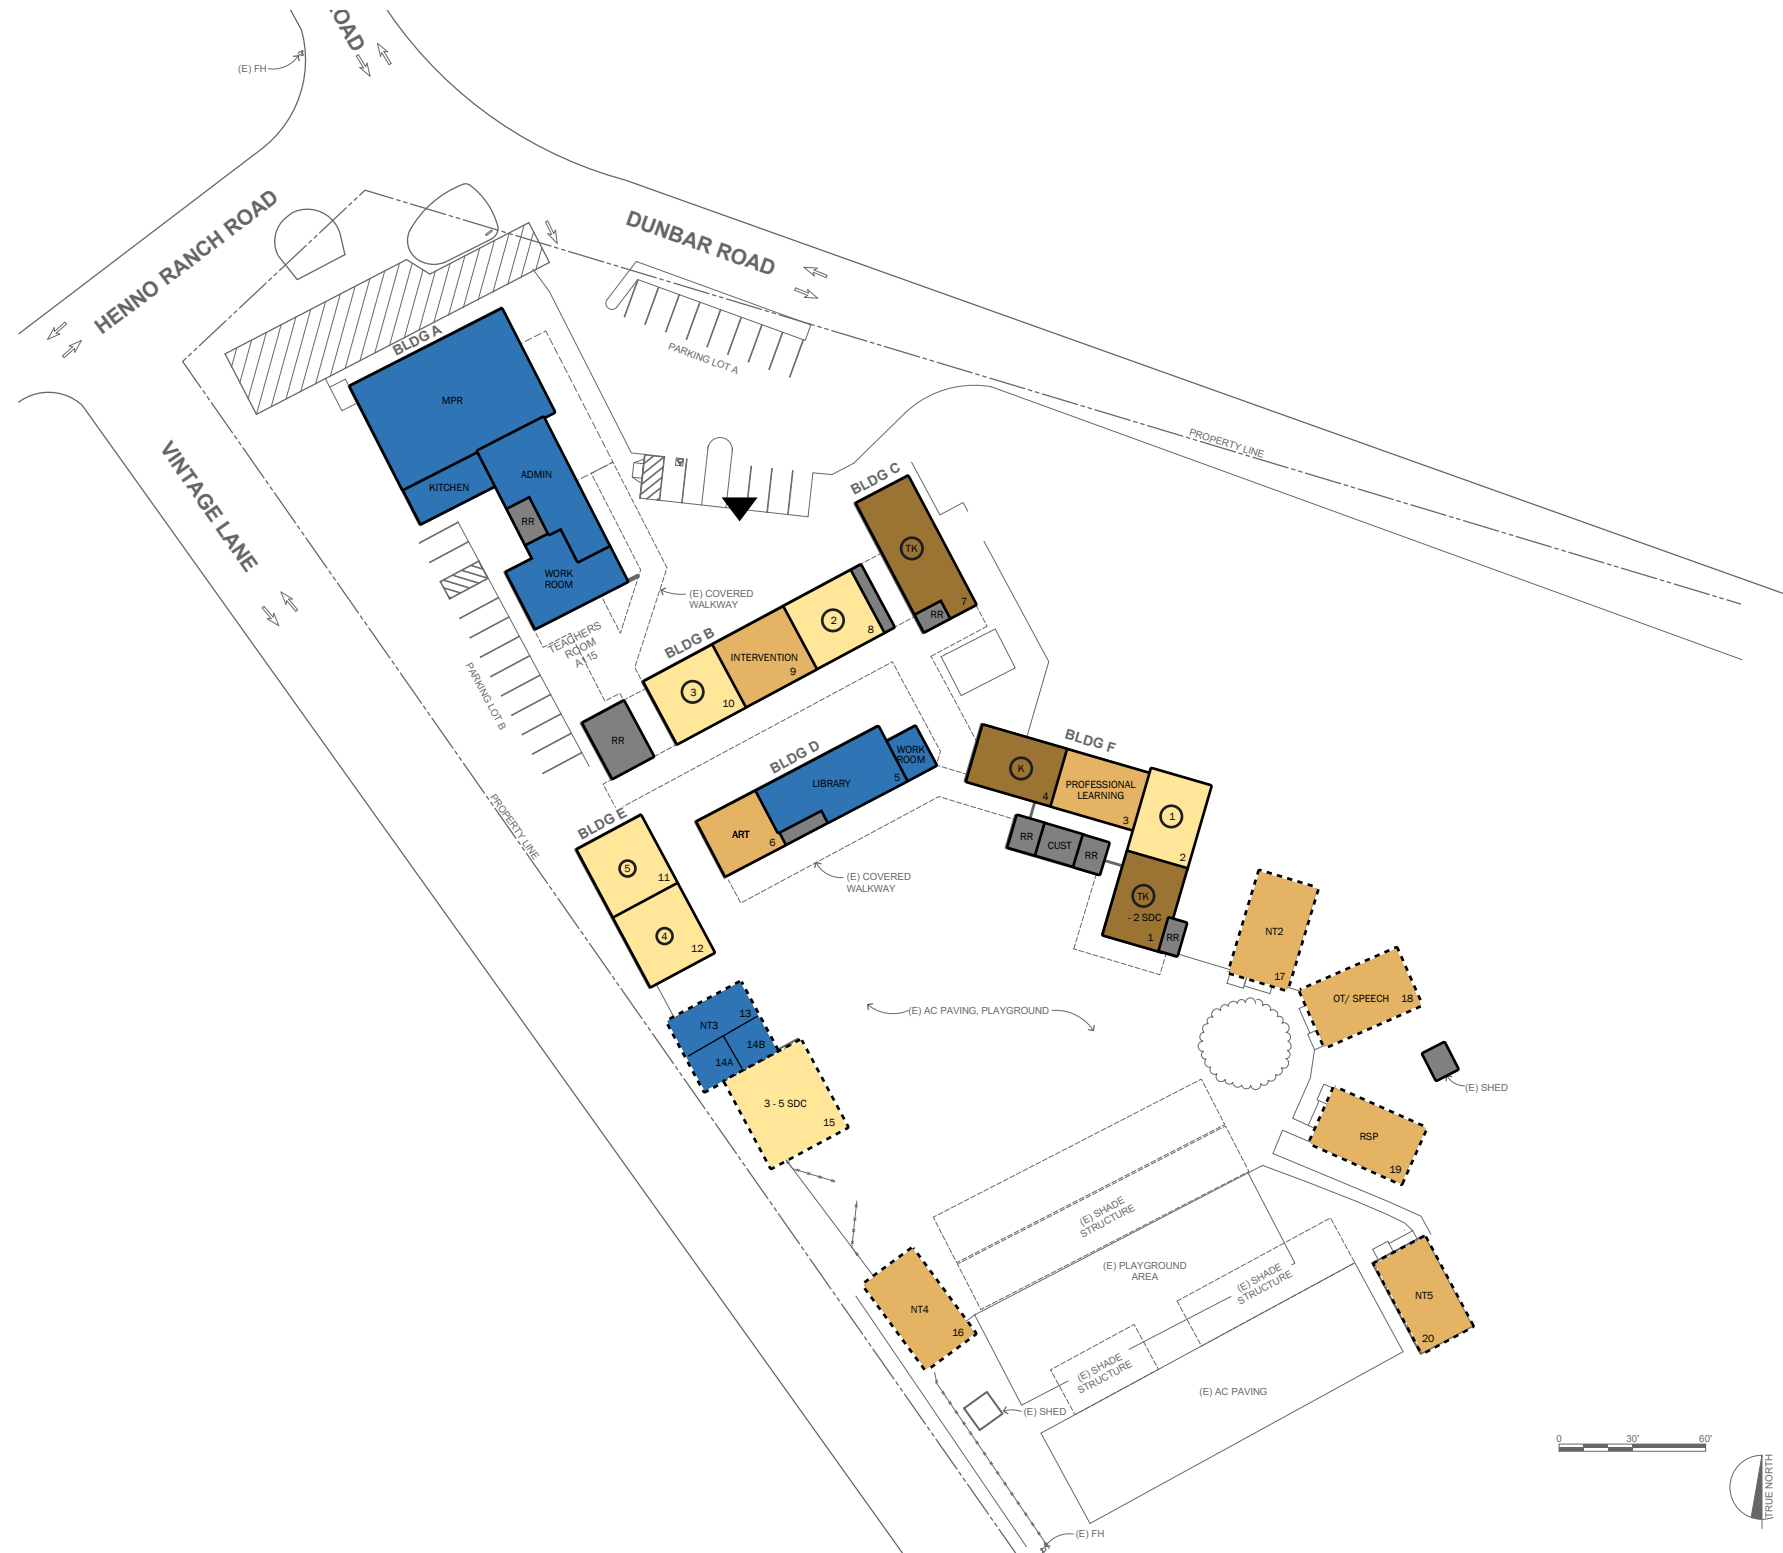 OAD
(E) FH
HENNO RANCH ROAD
DUNBAR ROAD
BLDG A
PARKING LOT A
MPR
PROPERTY LINE
VINTAGE LANE
ADMIN
KITCHEN
RR
BLDG C
TK
7
RR
WORK
ROOM
(E) COVERED
WALKWAY
TEACHERS
ROOM
A115
BLDG B
2
8
INTERVENTION
9
3
10
PARKING LOT B
RR
BLDG D
WORK
ROOM
LIBRARY
5
ART
6
BLDG F
K
4
PROFESSIONAL
LEARNING
3
1
2
RR
CUST
RR
TK
- 2 SDC
1
RR
PROPERTY LINE
BLDG E
5
11
4
12
(E) COVERED
WALKWAY
NT2
17
OT/ SPEECH
18
(E) AC PAVING, PLAYGROUND
NT3
13
14B
14A
3 - 5 SDC
15
(E) SHED
RSP
19
(E) SHADE
STRUCTURE
(E) PLAYGROUND
AREA
(E) SHADE
STRUCTURE
NT4
16
NT5
20
(E) SHADE
STRUCTURE
(E) AC PAVING
(E) SHED
0
30'
60'
TRUE NORTH
(E) FH